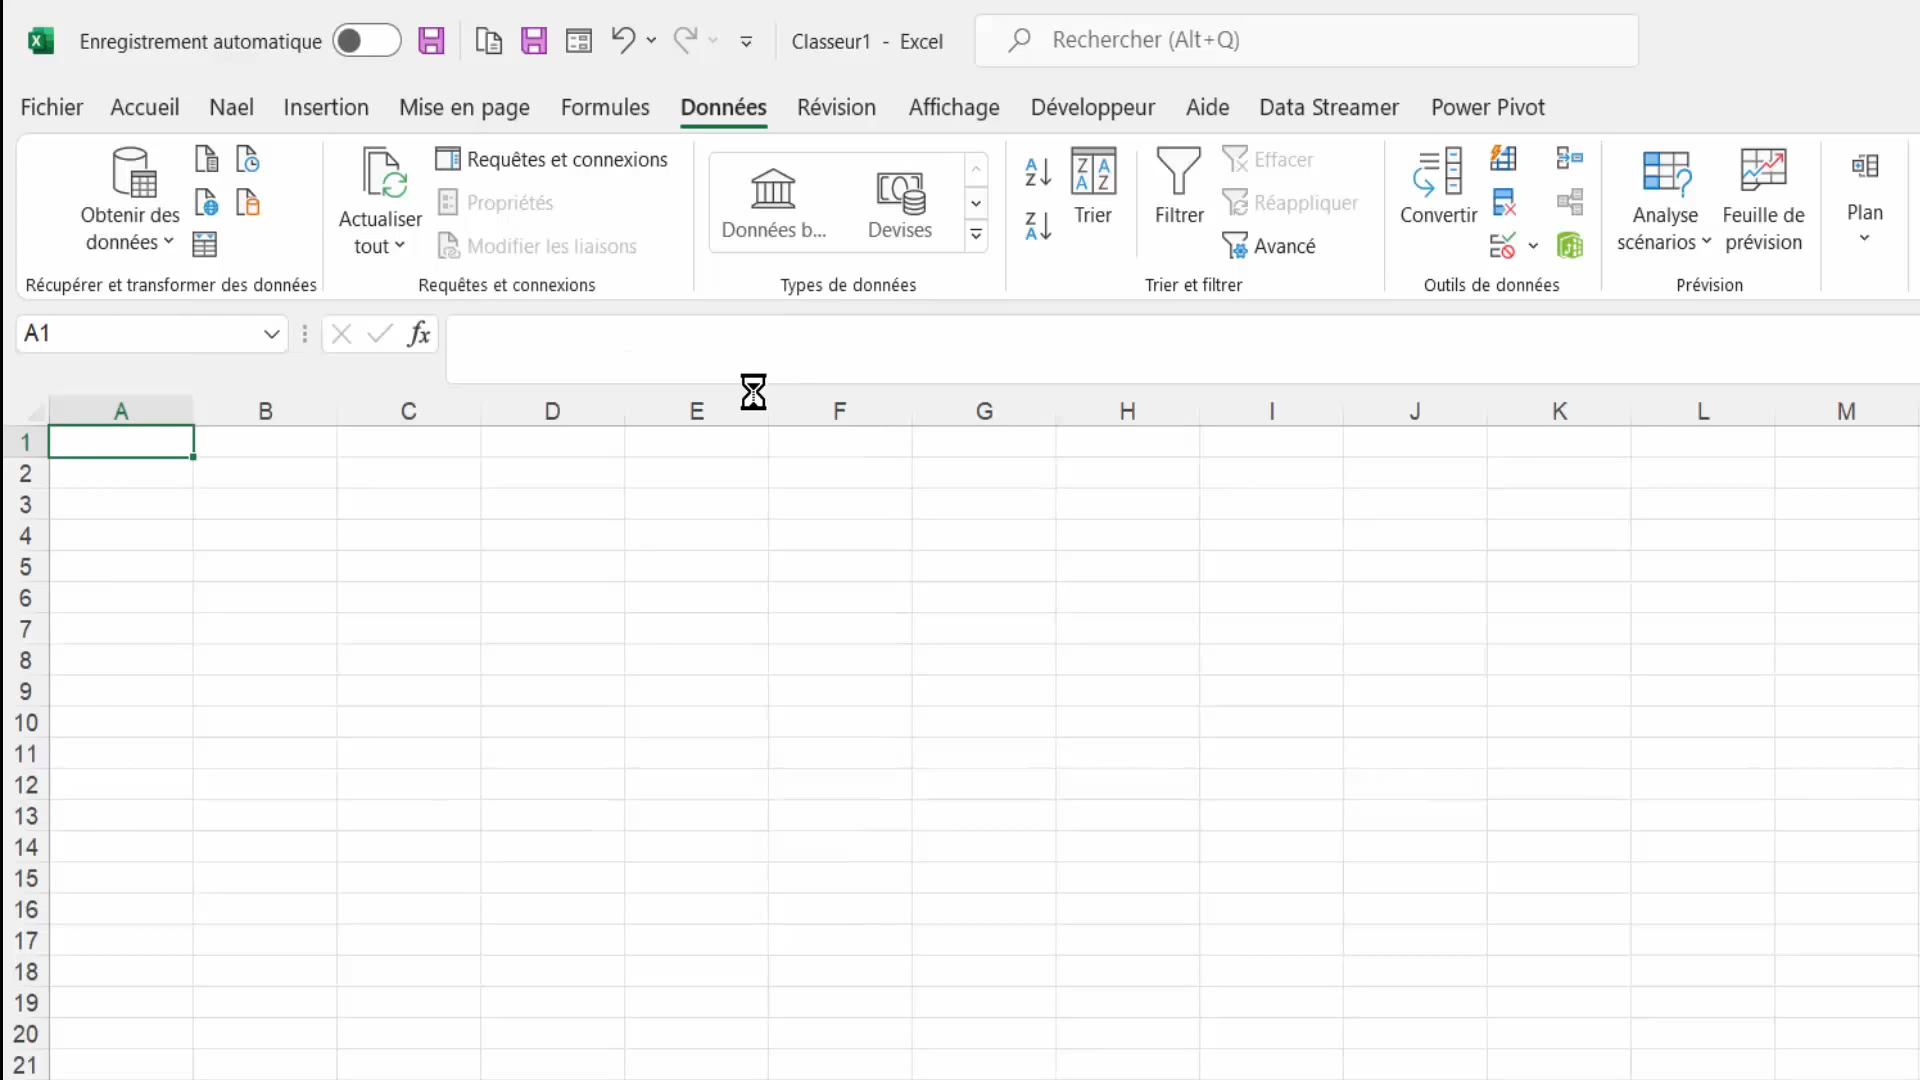 Enregistrement automatique
Classeur1 - Excel
Rechercher (Alt+Q)
Fichier Accueil Nael Insertion Mise en page Formules Données Révision Affichage Développeur Aide Data Streamer Power Pivot
Obtenir des
données
Récupérer et transformer des données
Actualiser
tout
Requêtes et connexions
Propriétés
Modifier les liaisons
Requêtes et connexions
Données b...
Devises
Types de données
Trier
Filtrer
Effacer
Réappliquer
Avancé
Trier et filtrer
Convertir
Outils de données
Analyse
scénarios
Feuille de
prévision
Prévision
Plan
A1
fx
A B C D E F G H I J K L M
1
2
3
4
5
6
7
8
9
10
11
12
13
14
15
16
17
18
19
20
21